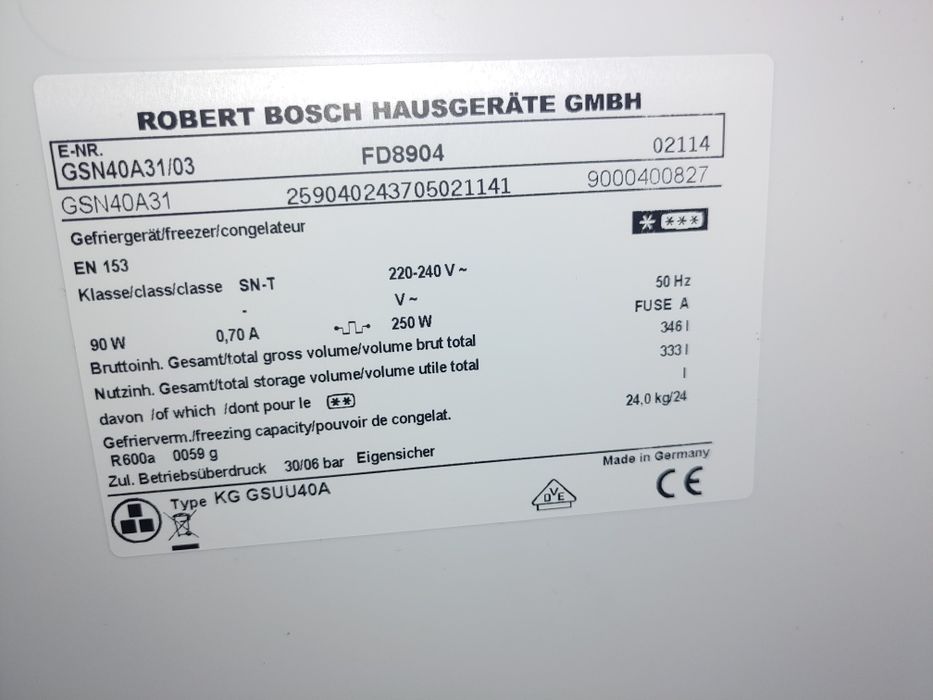 ROBERT BOSCH HAUSGERÄTE GMBH
E-NR.
GSN40A31/03 FD8904 02114
GSN40A31 259040243705021141 9000400827
Gefriergerät/freezer/congelateur
EN 153
Klasse/class/classe SN-T 220-240 V ~ 50 Hz
- V ~ FUSE A
90 W 0,70 A 250 W
Bruttoinh. Gesamt/total gross volume/volume brut total 346 l
Nutzinh. Gesamt/total storage volume/volume utile total 333 l
davon /of which /dont pour le ** l
Gefrierverm./freezing capacity/pouvoir de congelat. 24,0 kg/24
R600a 0059 g
Zul. Betriebsüberdruck 30/06 bar Eigensicher
Made in Germany
Type KG GSUU40A
DVE CE